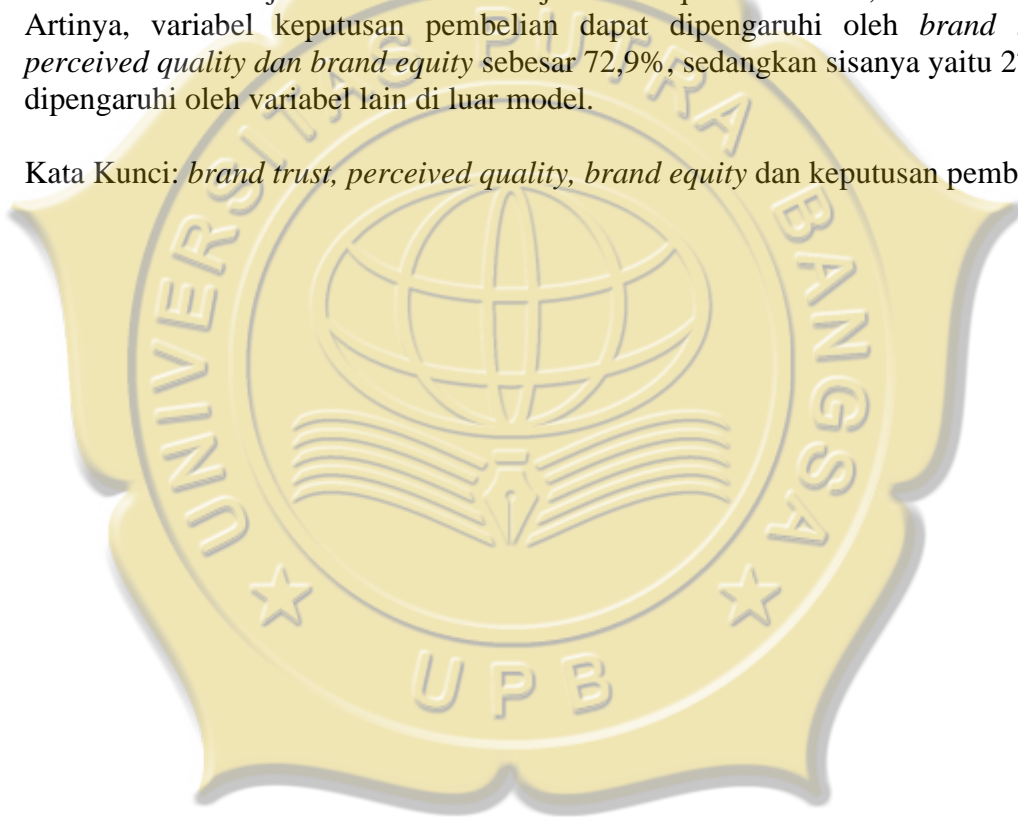 Artinya, variabel keputusan pembelian dapat dipengaruhi oleh brand
perceived quality dan brand equity sebesar 72,9%, sedangkan sisanya yaitu 2
dipengaruhi oleh variabel lain di luar model.
Kata Kunci: brand trust, perceived quality, brand equity dan keputusan pemb
UNIVERSITAS PUTRA BANGSA
UPB